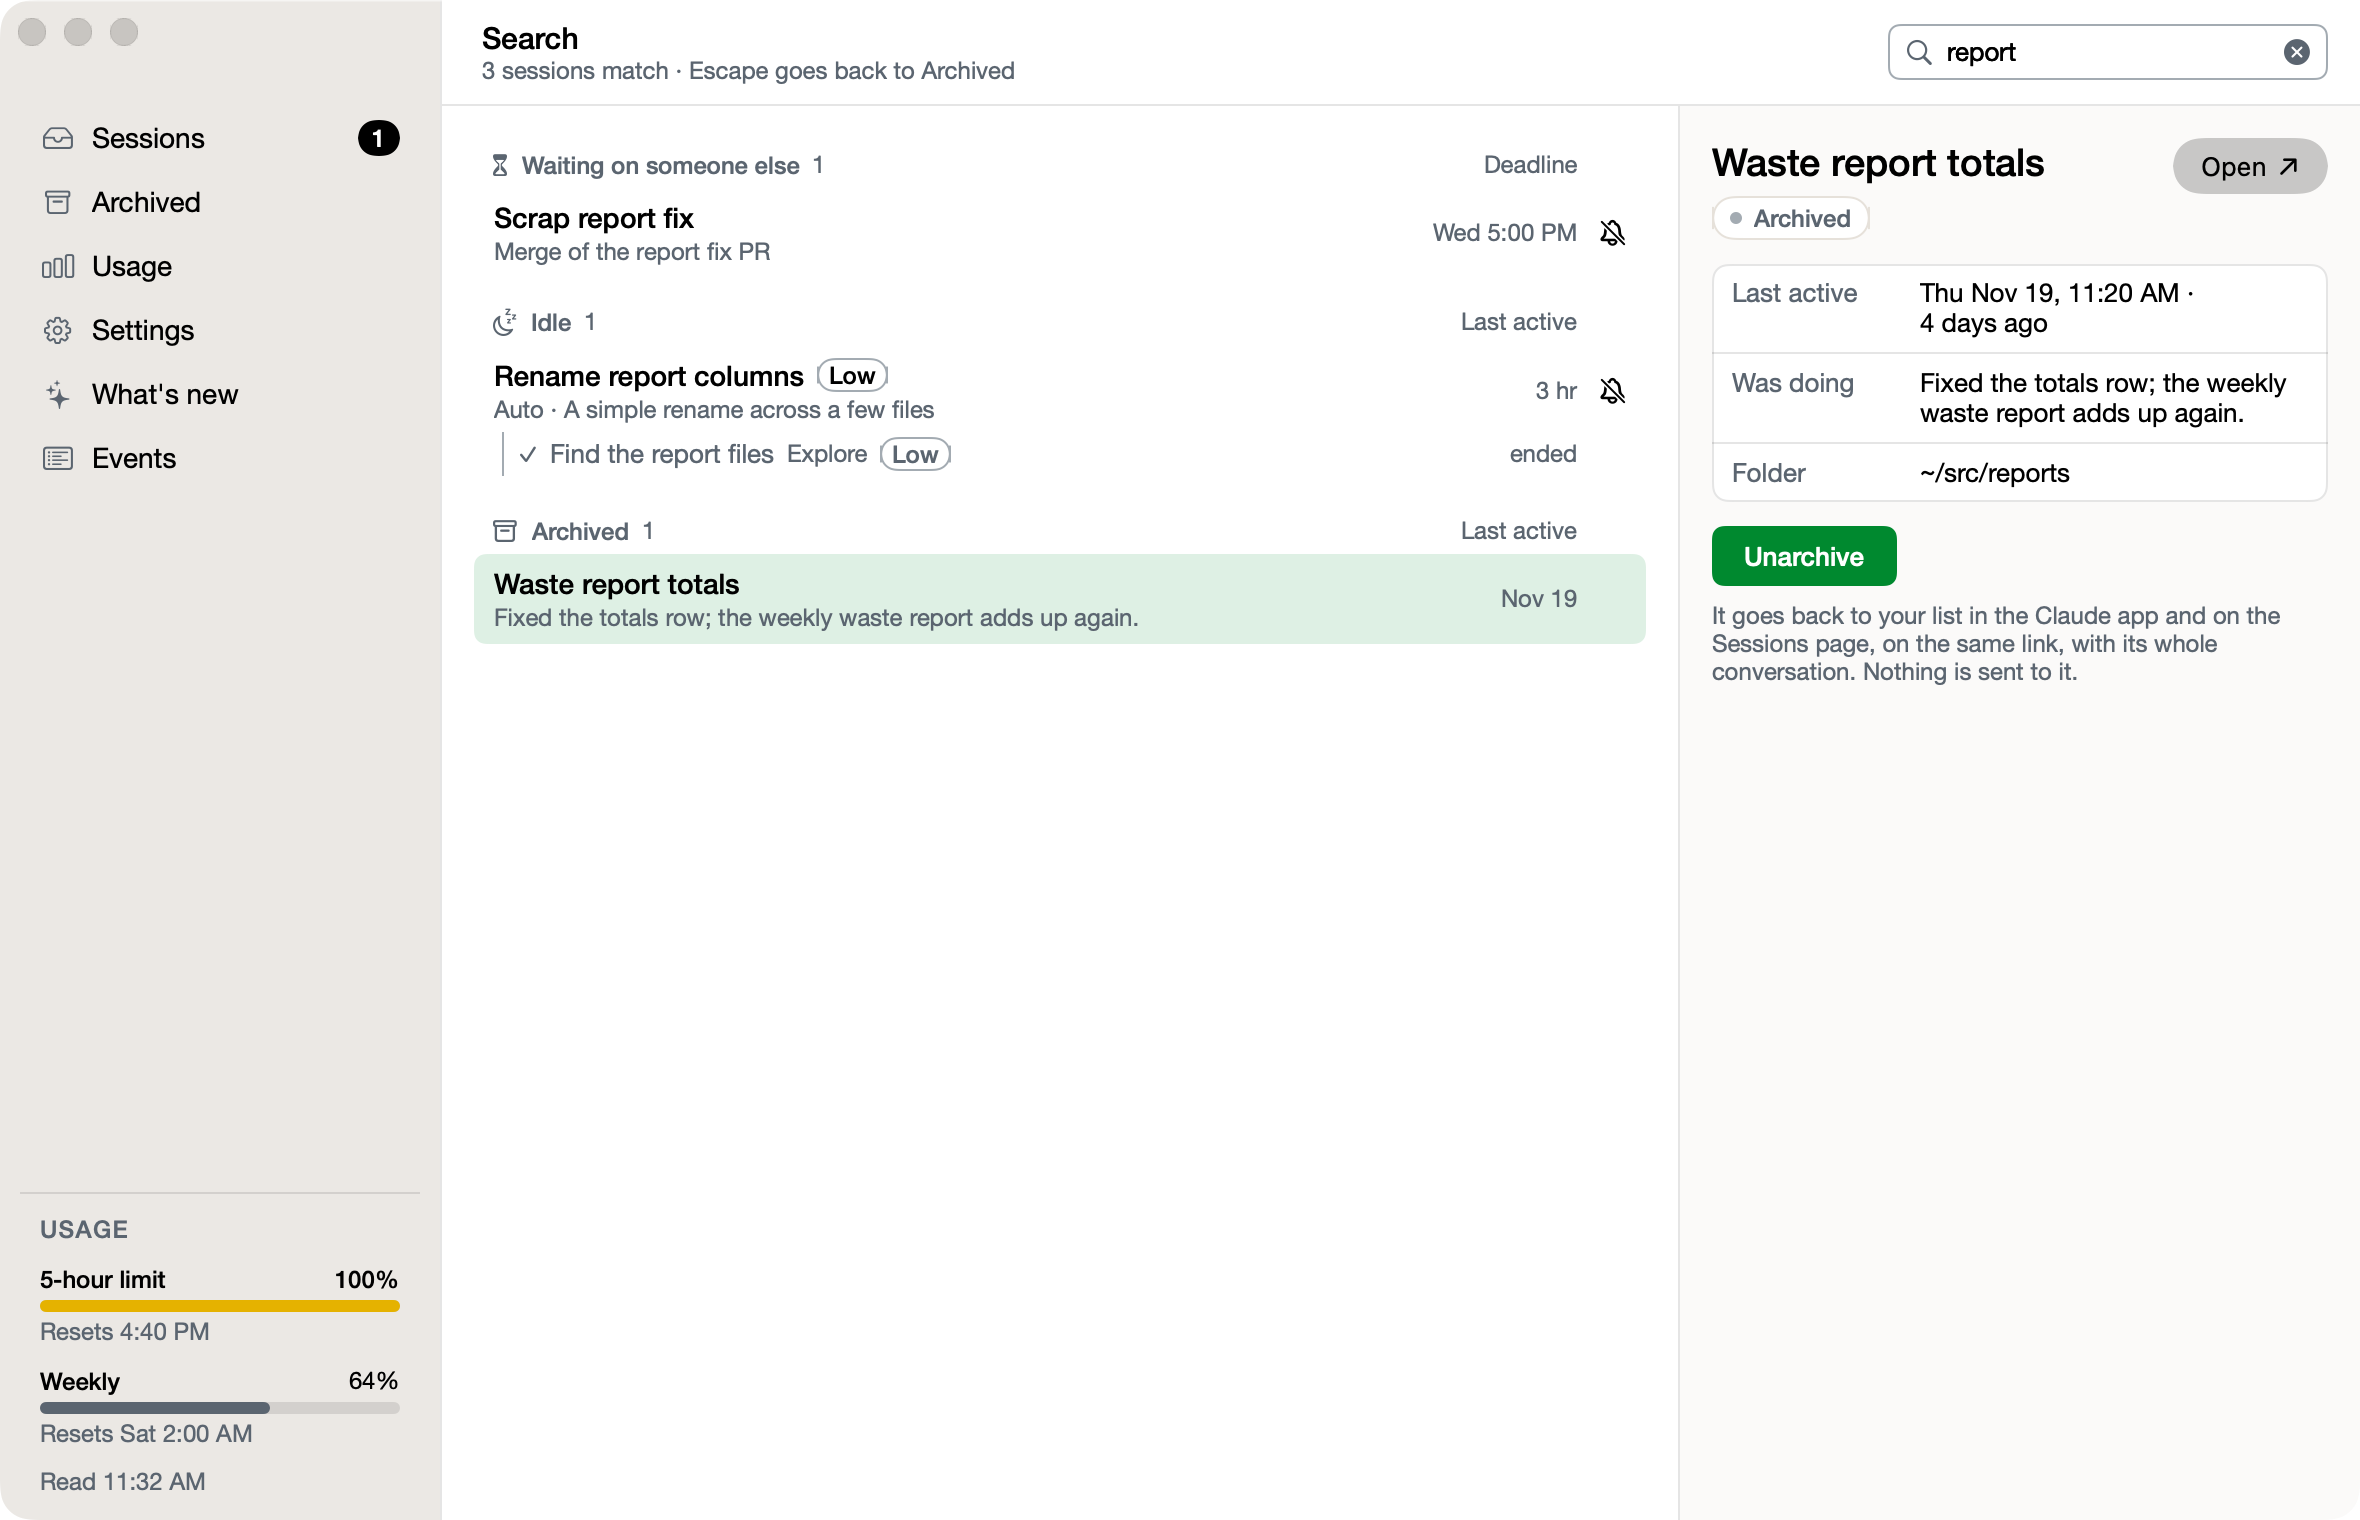 Sessions 1
Archived
Usage
Settings
What's new
Events
USAGE
5-hour limit 100%
Resets 4:40 PM
Weekly 64%
Resets Sat 2:00 AM
Read 11:32 AM
Search
3 sessions match · Escape goes back to Archived
report
Waiting on someone else 1 Deadline
Scrap report fix
Merge of the report fix PR
Wed 5:00 PM
Idle 1 Last active
Rename report columns Low
Auto · A simple rename across a few files
3 hr
Find the report files Explore Low ended
Archived 1 Last active
Waste report totals
Fixed the totals row; the weekly waste report adds up again.
Nov 19
Waste report totals
Open
Archived
Last active Thu Nov 19, 11:20 AM ·
4 days ago
Was doing Fixed the totals row; the weekly
waste report adds up again.
Folder ~/src/reports
Unarchive
It goes back to your list in the Claude app and on the
Sessions page, on the same link, with its whole
conversation. Nothing is sent to it.